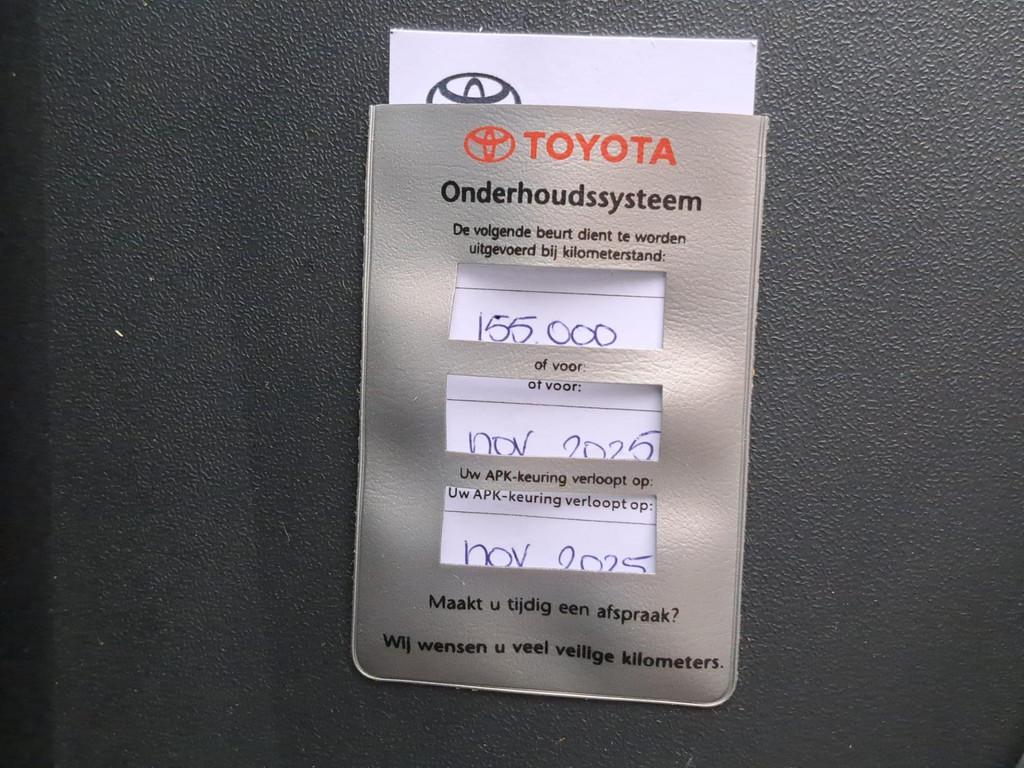 TOYOTA
Onderhoudssysteem
De volgende beurt dient te worden
uitgevoerd bij kilometerstand:
155.000
of voor:
of voor:
nov 2025
Uw APK-keuring verloopt op:
Uw APK-keuring verloopt op:
nov 2025
Maakt u tijdig een afspraak?
Wij wensen u veel veilige kilometers.